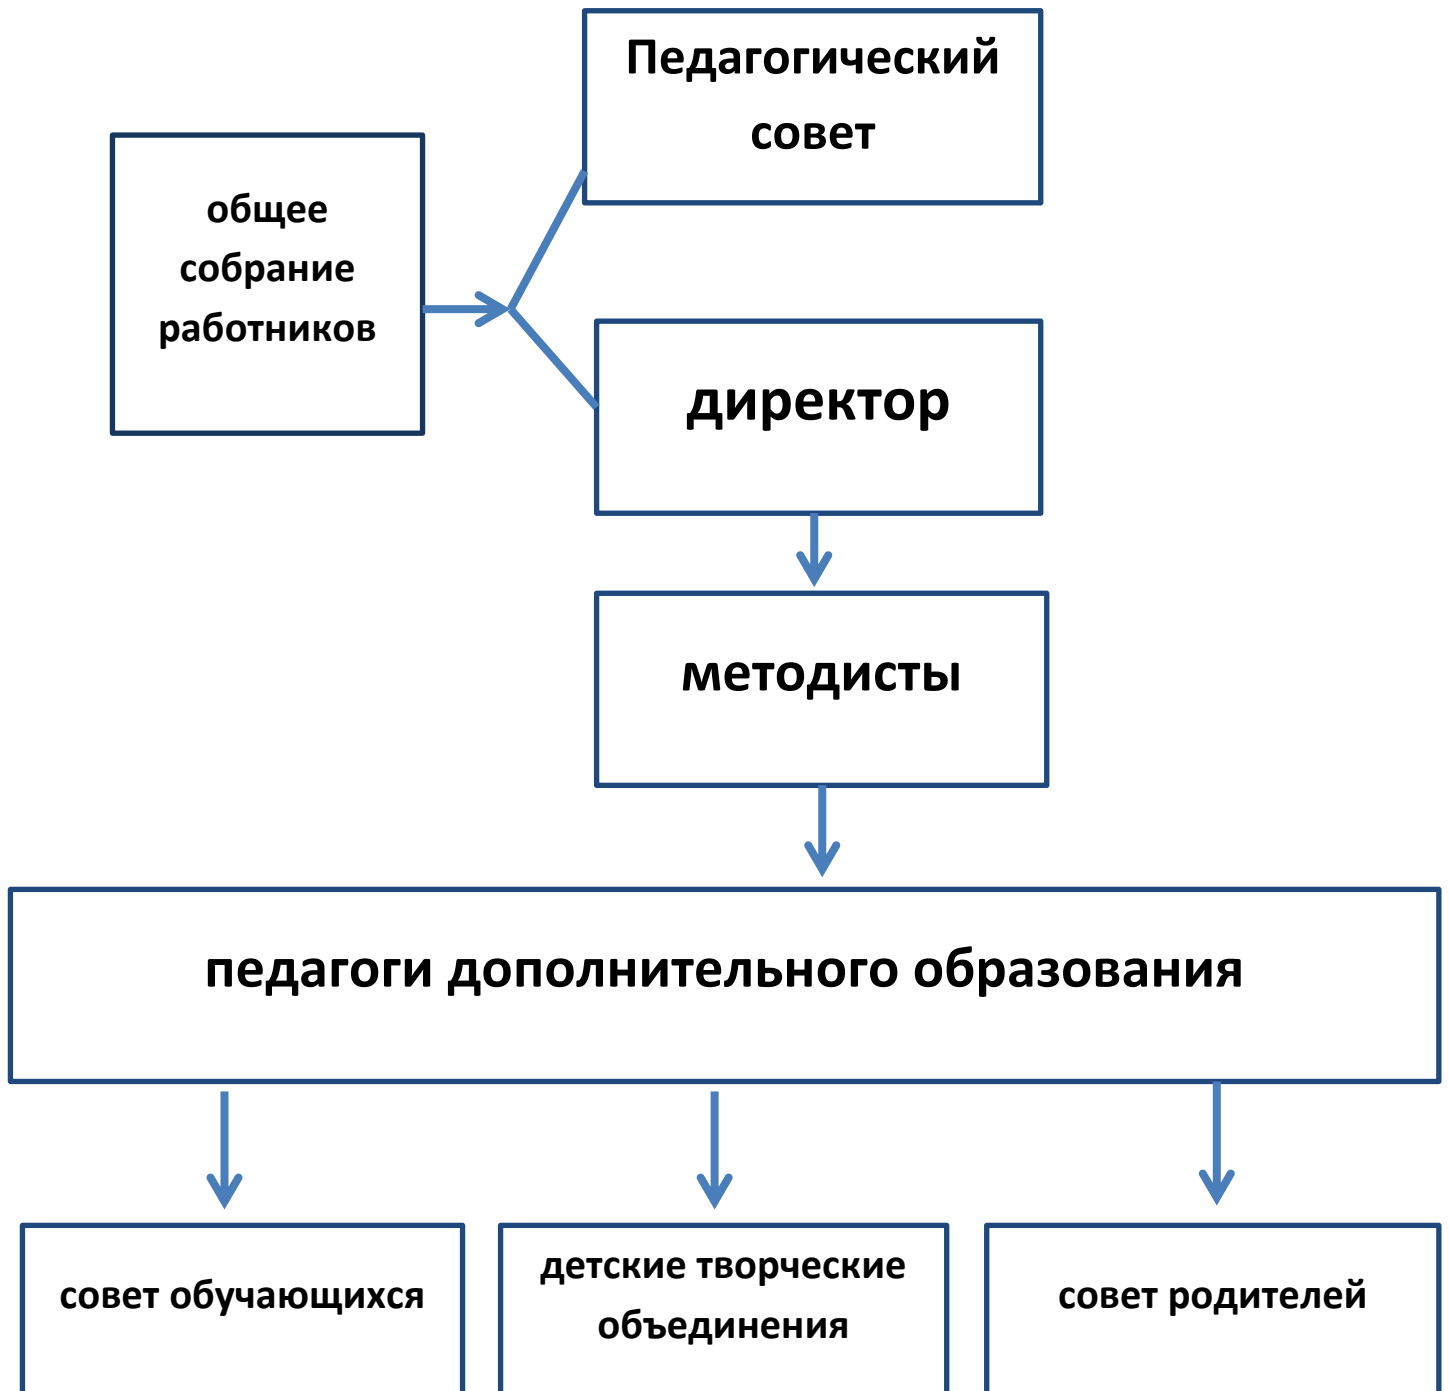 Педагогический
совет
общее
собрание
работников
директор
методисты
педагоги дополнительного образования
совет обучающихся
детские творческие
объединения
совет родителей